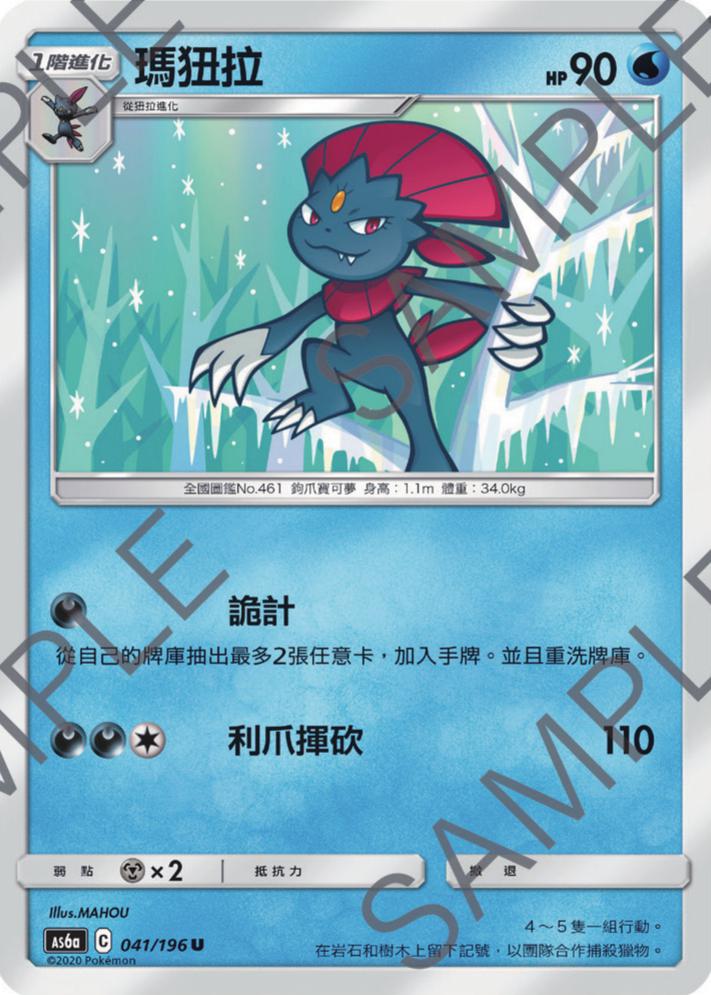 1階進化
瑪狃拉
HP 90
從狃拉進化
全國圖鑑No.461 鉤爪寶可夢 身高：1.1m 體重：34.0kg
詭計
從自己的牌庫抽出最多2張任意卡，加入手牌。並且重洗牌庫。
利爪揮砍 110
弱點 ×2 抵抗力 撤退
Illus.MAHOU
4～5隻一組行動。
AS6a C 041/196 U
在岩石和樹木上留下記號，以團隊合作捕殺獵物。
©2020 Pokémon
SAMPLE
SAMPLE
SAMPLE
SAMPLE